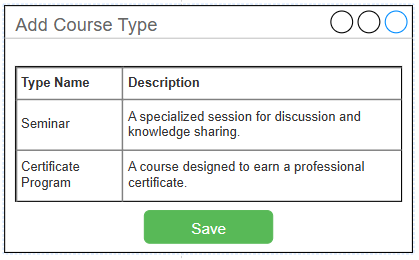 Add Course Type
Type Name Description
Seminar
A specialized session for discussion and
knowledge sharing.
Certificate
Program
A course designed to earn a professional
certificate.
Save